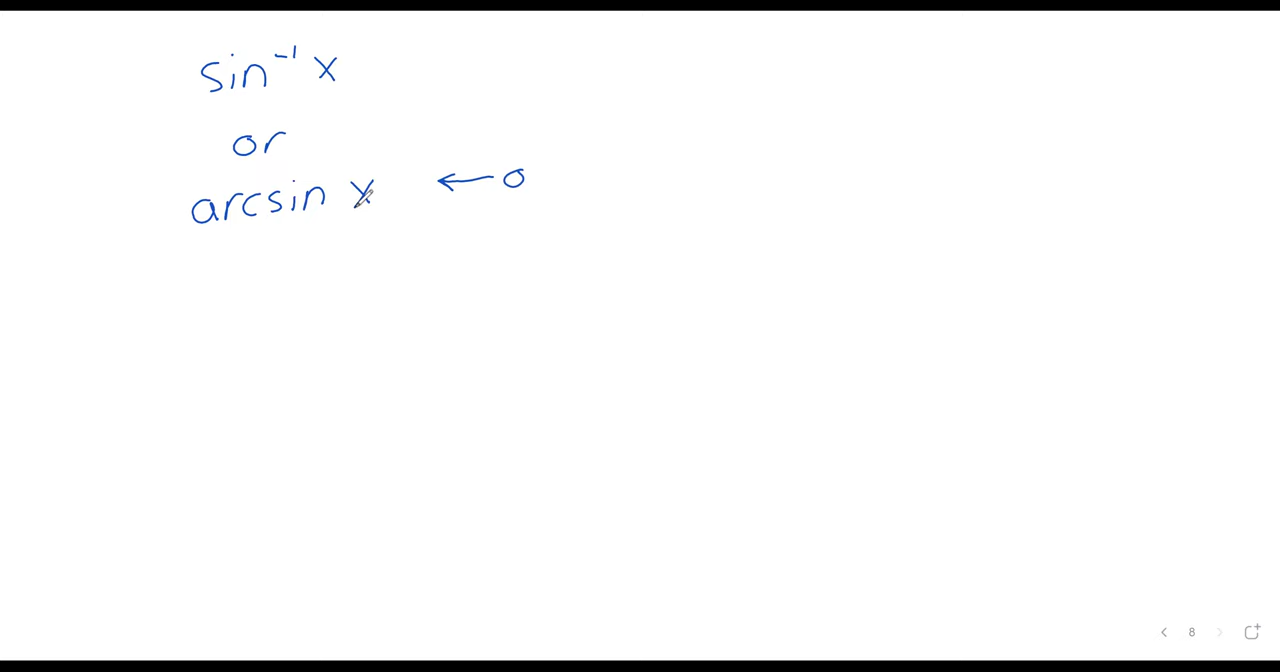 sin⁻¹ x
or
arcsin x ← o
8